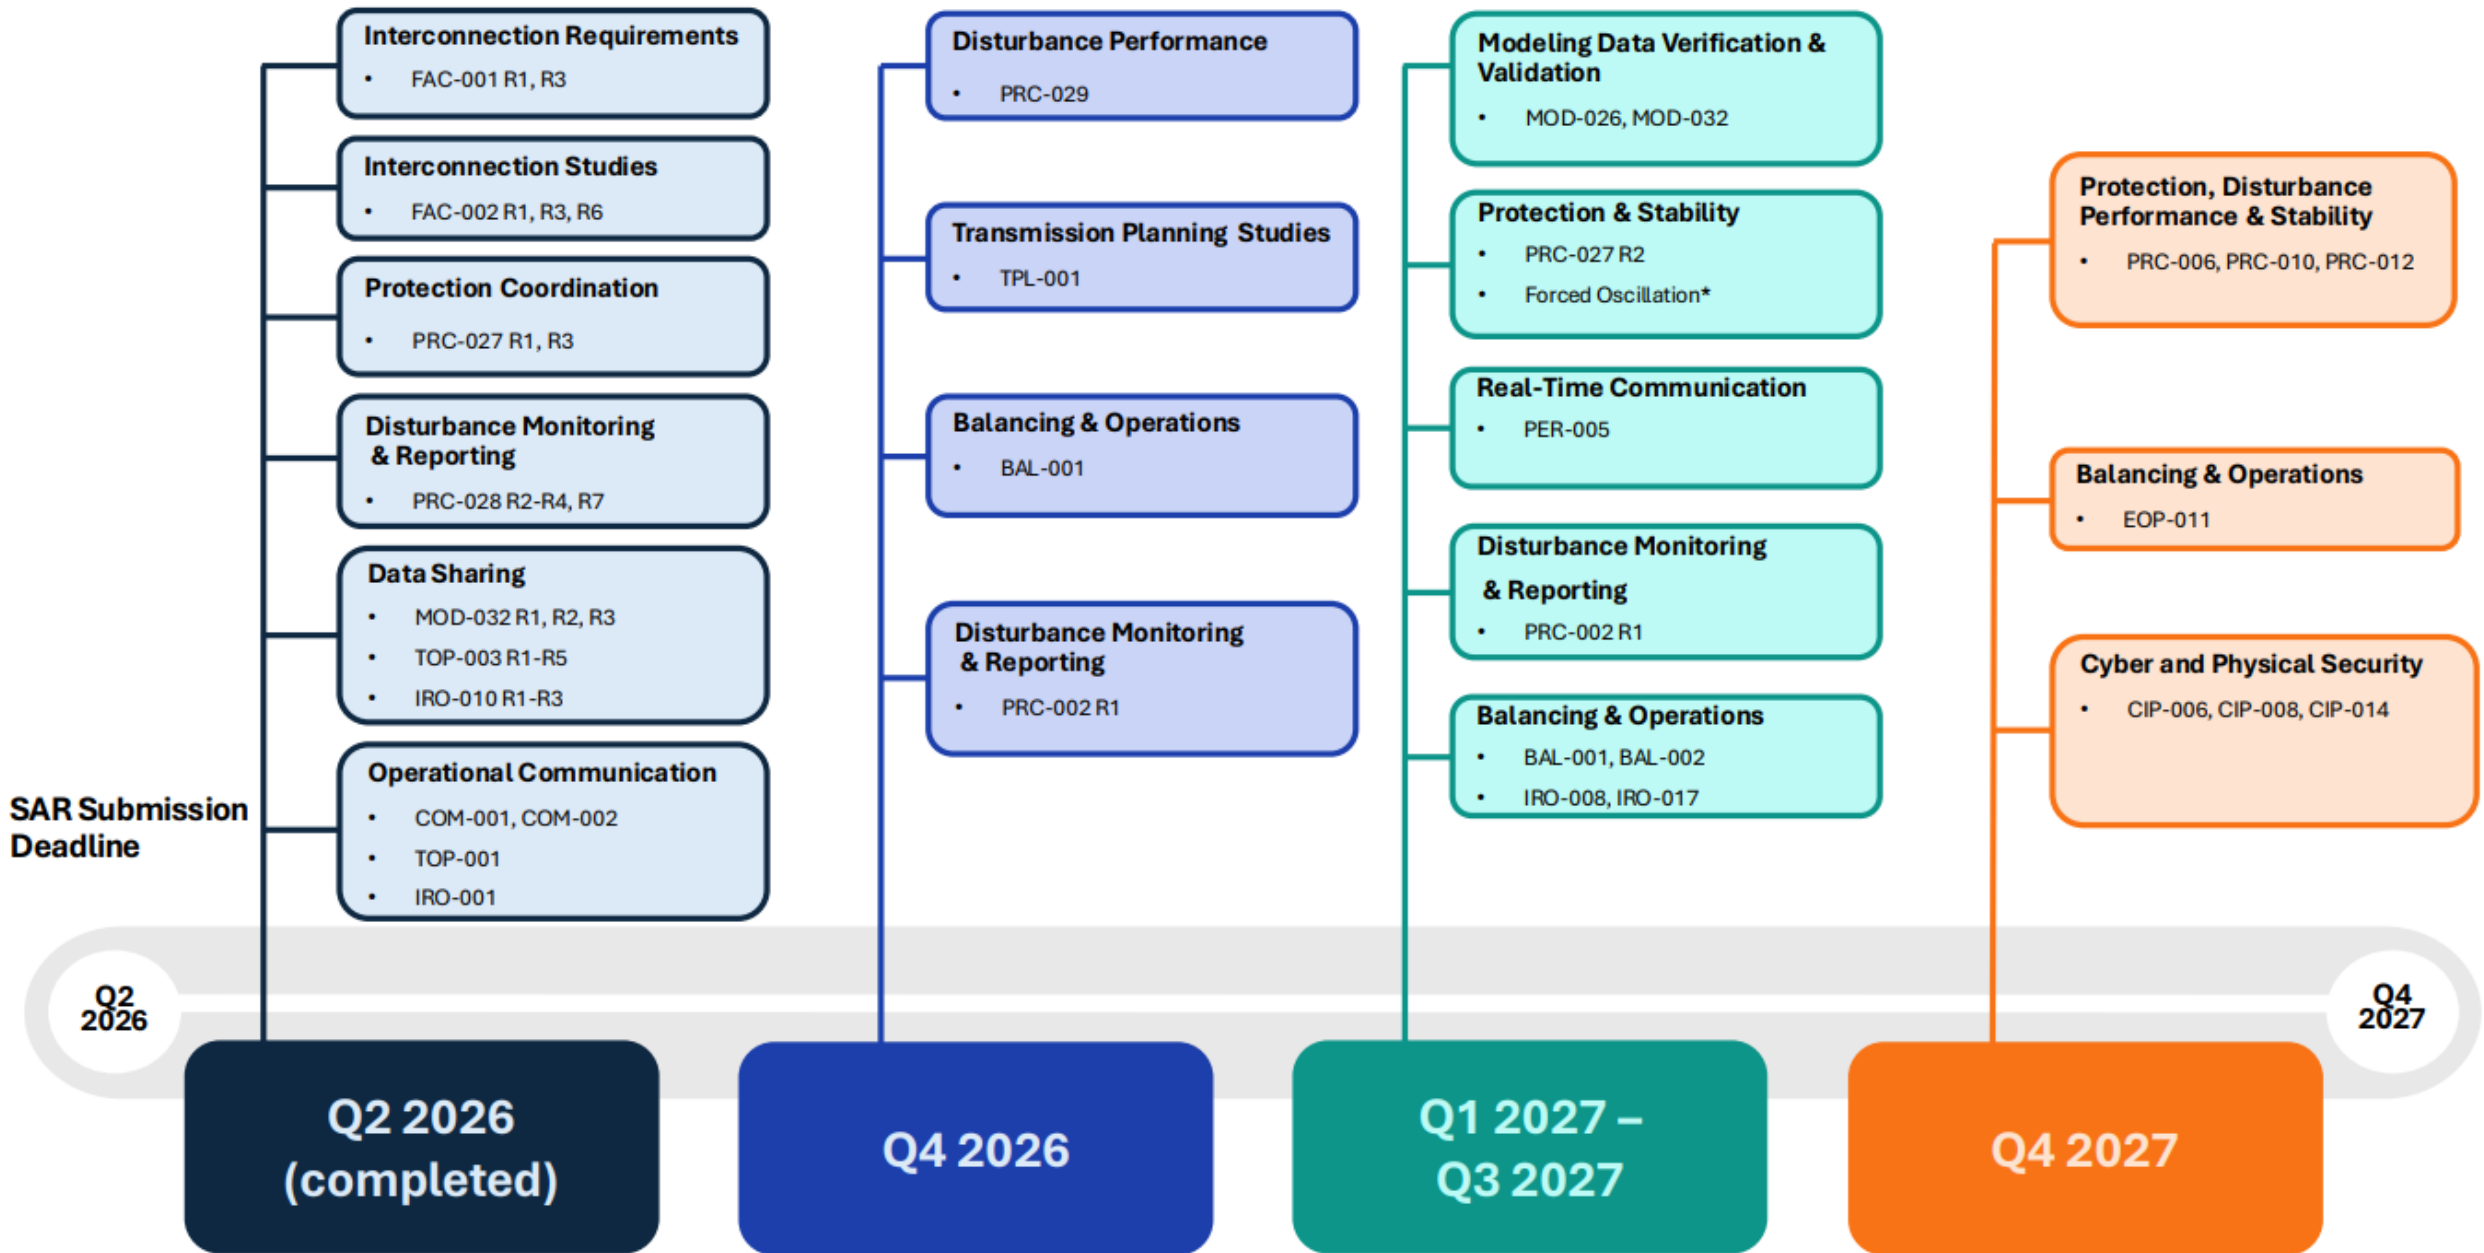 Interconnection Requirements
• FAC-001 R1, R3
Interconnection Studies
• FAC-002 R1, R3, R6
Protection Coordination
• PRC-027 R1, R3
Disturbance Monitoring
& Reporting
• PRC-028 R2-R4, R7
Data Sharing
• MOD-032 R1, R2, R3
• TOP-003 R1-R5
• IRO-010 R1-R3
Operational Communication
• COM-001, COM-002
• TOP-001
• IRO-001
Disturbance Performance
• PRC-029
Transmission Planning Studies
• TPL-001
Balancing & Operations
• BAL-001
Disturbance Monitoring
& Reporting
• PRC-002 R1
Modeling Data Verification &
Validation
• MOD-026, MOD-032
Protection & Stability
• PRC-027 R2
• Forced Oscillation*
Real-Time Communication
• PER-005
Disturbance Monitoring
& Reporting
• PRC-002 R1
Balancing & Operations
• BAL-001, BAL-002
• IRO-008, IRO-017
Protection, Disturbance
Performance & Stability
• PRC-006, PRC-010, PRC-012
Balancing & Operations
• EOP-011
Cyber and Physical Security
• CIP-006, CIP-008, CIP-014
SAR Submission
Deadline
Q2
2026
Q4
2027
Q2 2026
(completed)
Q4 2026
Q1 2027 –
Q3 2027
Q4 2027